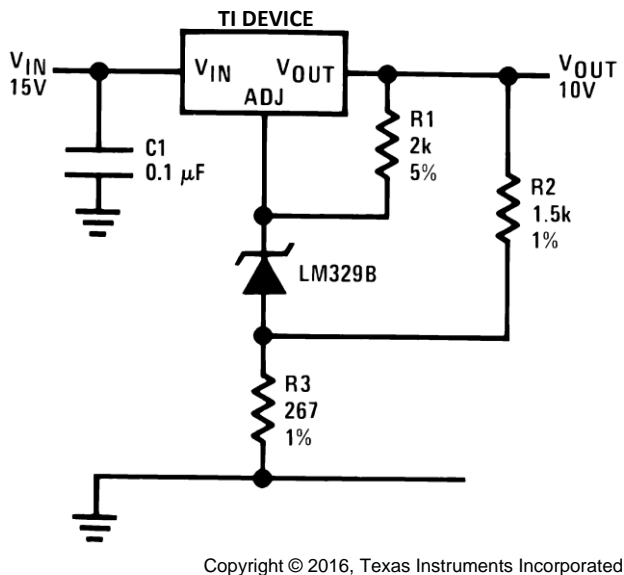 TI DEVICE
VIN
15V
VIN
VOUT
ADJ
VOUT
10V
C1
0.1 μF
R1
2k
5%
R2
1.5k
1%
LM329B
R3
267
1%
Copyright © 2016, Texas Instruments Incorporated